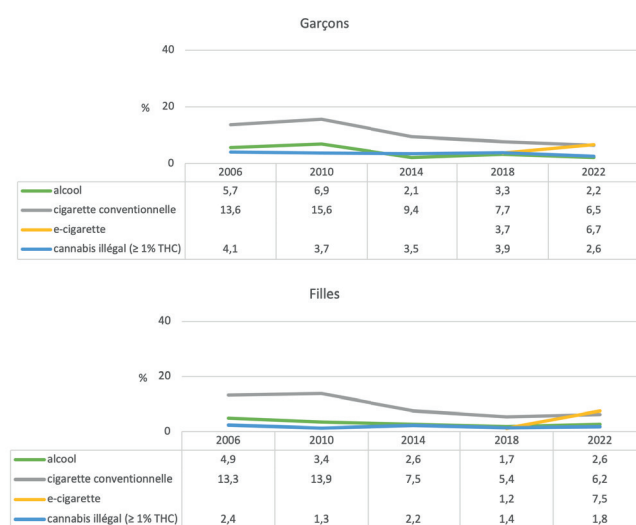 Garçons
40
%
20
0
2006 2010 2014 2018 2022
alcool 5,7 6,9 2,1 3,3 2,2
cigarette conventionnelle 13,6 15,6 9,4 7,7 6,5
e-cigarette 3,7 6,7
cannabis illégal (≥ 1% THC) 4,1 3,7 3,5 3,9 2,6
Filles
40
%
20
0
2006 2010 2014 2018 2022
alcool 4,9 3,4 2,6 1,7 2,6
cigarette conventionnelle 13,3 13,9 7,5 5,4 6,2
e-cigarette 1,2 7,5
cannabis illégal (≥ 1% THC) 2,4 1,3 2,2 1,4 1,8